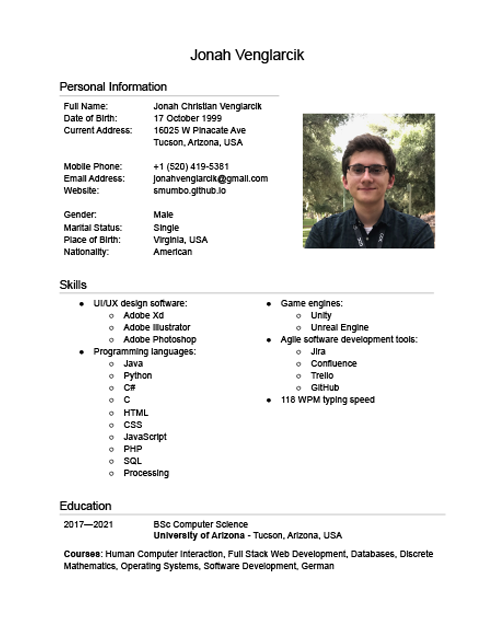 Jonah Venglarcik
Personal Information
Full Name: Jonah Christian Venglarcik
Date of Birth: 17 October 1999
Current Address: 16025 W Pinacate Ave
Tucson, Arizona, USA
Mobile Phone: +1 (520) 419-5381
Email Address: jonahvenglarcik@gmail.com
Website: smumbo.github.io
Gender: Male
Marital Status: Single
Place of Birth: Virginia, USA
Nationality: American
Skills
● UI/UX design software:
○ Adobe Xd
○ Adobe Illustrator
○ Adobe Photoshop
● Programming languages:
○ Java
○ Python
○ C#
○ C
○ HTML
○ CSS
○ JavaScript
○ PHP
○ SQL
○ Processing
● Game engines:
○ Unity
○ Unreal Engine
● Agile software development tools:
○ Jira
○ Confluence
○ Trello
○ GitHub
● 118 WPM typing speed
Education
2017—2021 BSc Computer Science
University of Arizona - Tucson, Arizona, USA
Courses: Human Computer Interaction, Full Stack Web Development, Databases, Discrete
Mathematics, Operating Systems, Software Development, German